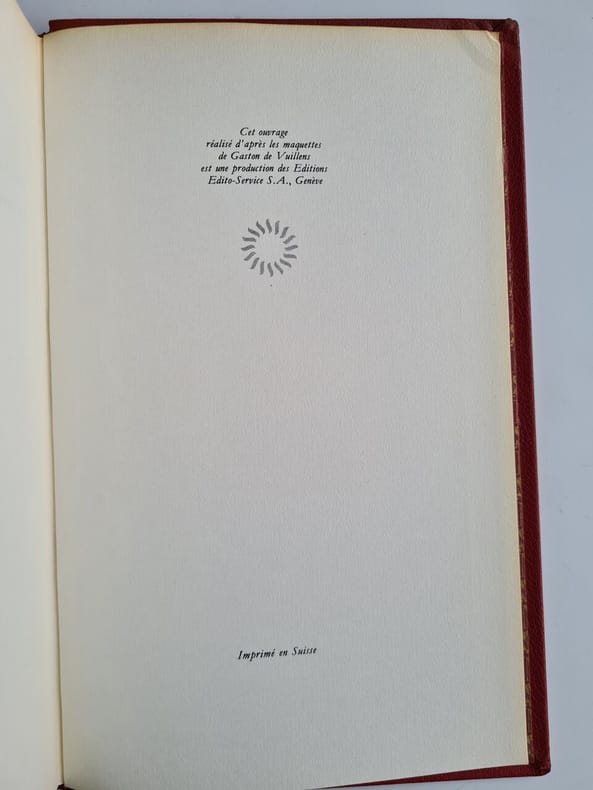 Cet ouvrage
réalisé d'après les maquettes
de Gaston de Vuillens
est une production des Editions
Edito-Service S.A., Genève
Imprimé en Suisse